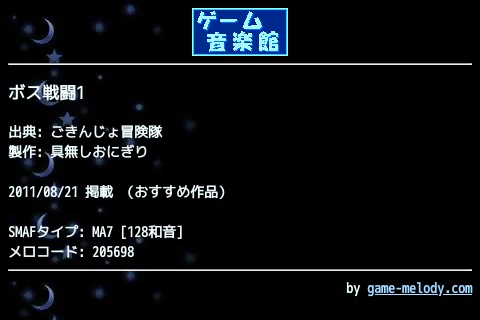 ゲーム
音楽館
ボス戦闘1
出典: ごきんじょ冒険隊
製作: 具無しおにぎり
2011/08/21 掲載 (おすすめ作品)
SMAFタイプ: MA7 [128和音]
メロコード: 205698
by game-melody.com